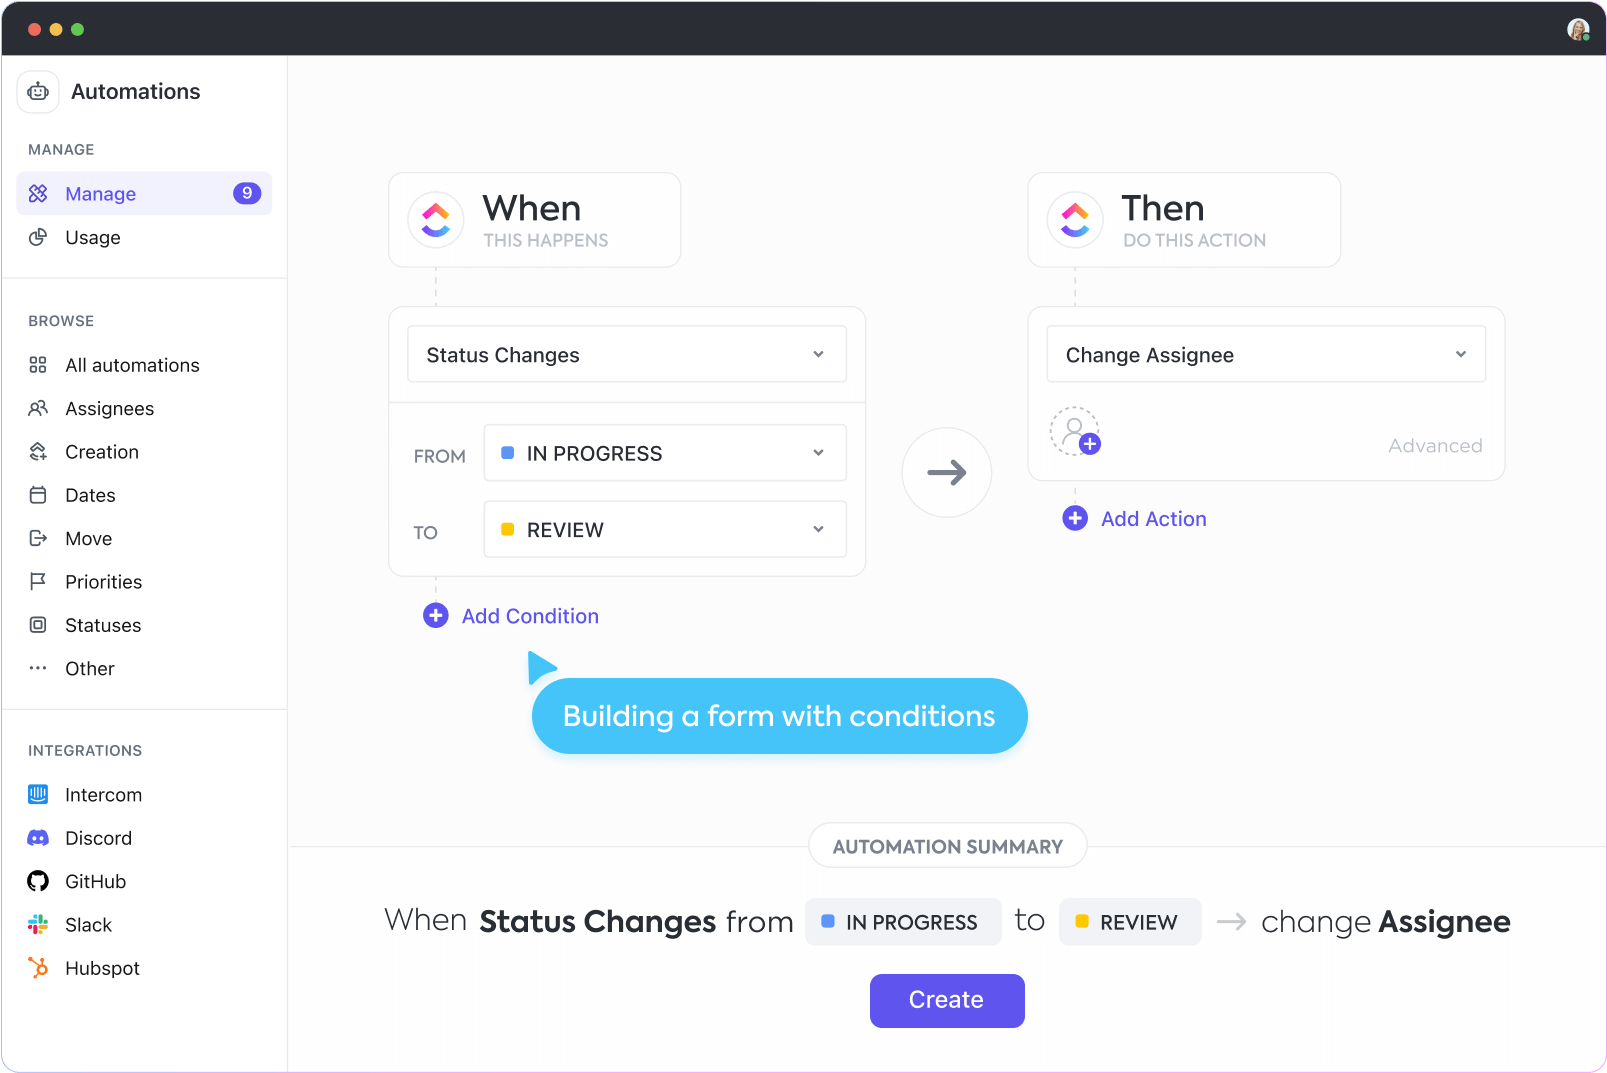 Automations
MANAGE
Manage 9
Usage
BROWSE
All automations
Assignees
Creation
Dates
Move
Priorities
Statuses
Other
INTEGRATIONS
Intercom
Discord
GitHub
Slack
Hubspot
When
THIS HAPPENS
Status Changes
FROM IN PROGRESS
TO REVIEW
Add Condition
Then
DO THIS ACTION
Change Assignee
Advanced
Add Action
Building a form with conditions
AUTOMATION SUMMARY
When Status Changes from IN PROGRESS to REVIEW → change Assignee
Create